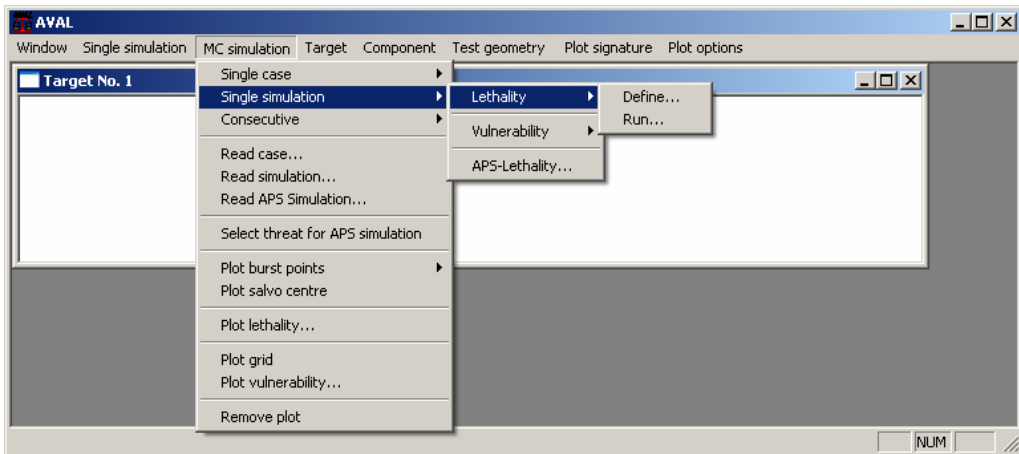 AVAL
Window Single simulation MC simulation Target Component Test geometry Plot signature Plot options
Target No. 1
Single case
Single simulation
Consecutive
Read case...
Read simulation...
Read APS Simulation...
Select threat for APS simulation
Plot burst points
Plot salvo centre
Plot lethality...
Plot grid
Plot vulnerability...
Remove plot
Lethality
Vulnerability
APS-Lethality...
Define...
Run...
NUM